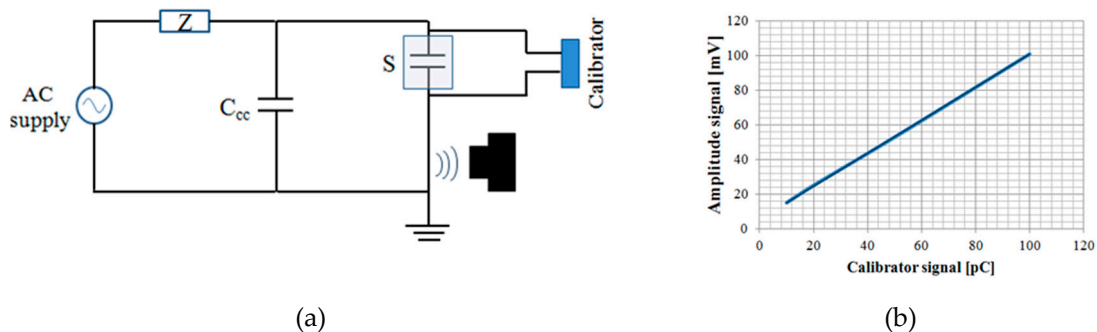 Z
AC
supply
C_cc
S
Calibrator
(a)
Amplitude signal [mV]
120
100
80
60
40
20
0
0 20 40 60 80 100 120
Calibrator signal [pC]
(b)